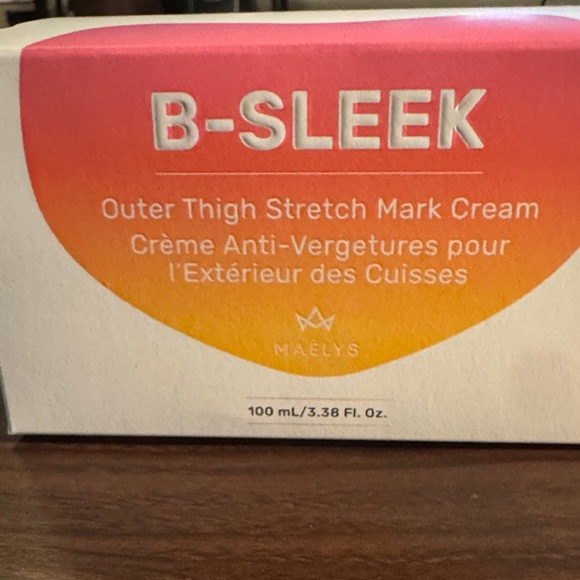 B-SLEEK
Outer Thigh Stretch Mark Cream
Crème Anti-Vergetures pour
l'Extérieur des Cuisses
MAËLYS
100 mL/3.38 Fl. Oz.